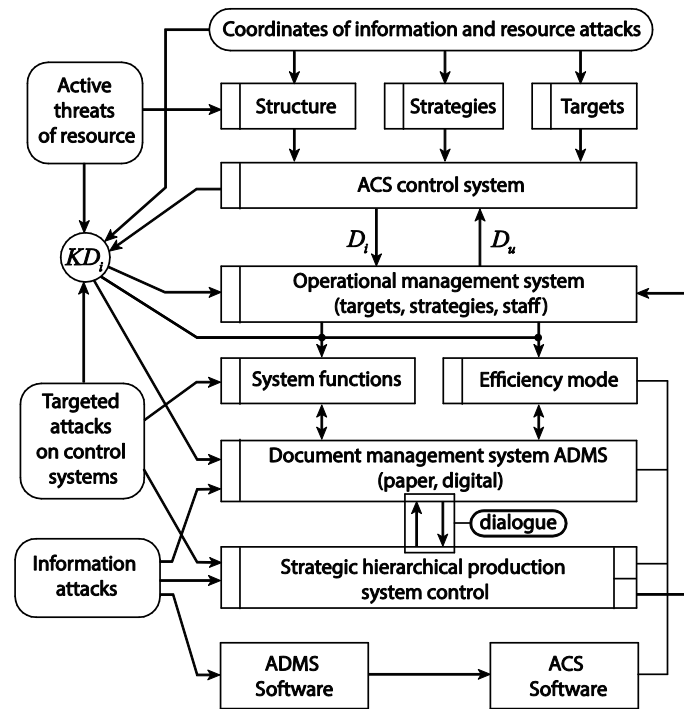 Coordinates of information and resource attacks
Active
threats
of resource
Structure
Strategies
Targets
ACS control system
KDi
Di
Du
Operational management system
(targets, strategies, staff)
System functions
Efficiency mode
Targeted
attacks
on control
systems
Document management system ADMS
(paper, digital)
dialogue
Information
attacks
Strategic hierarchical production
system control
ADMS
Software
ACS
Software